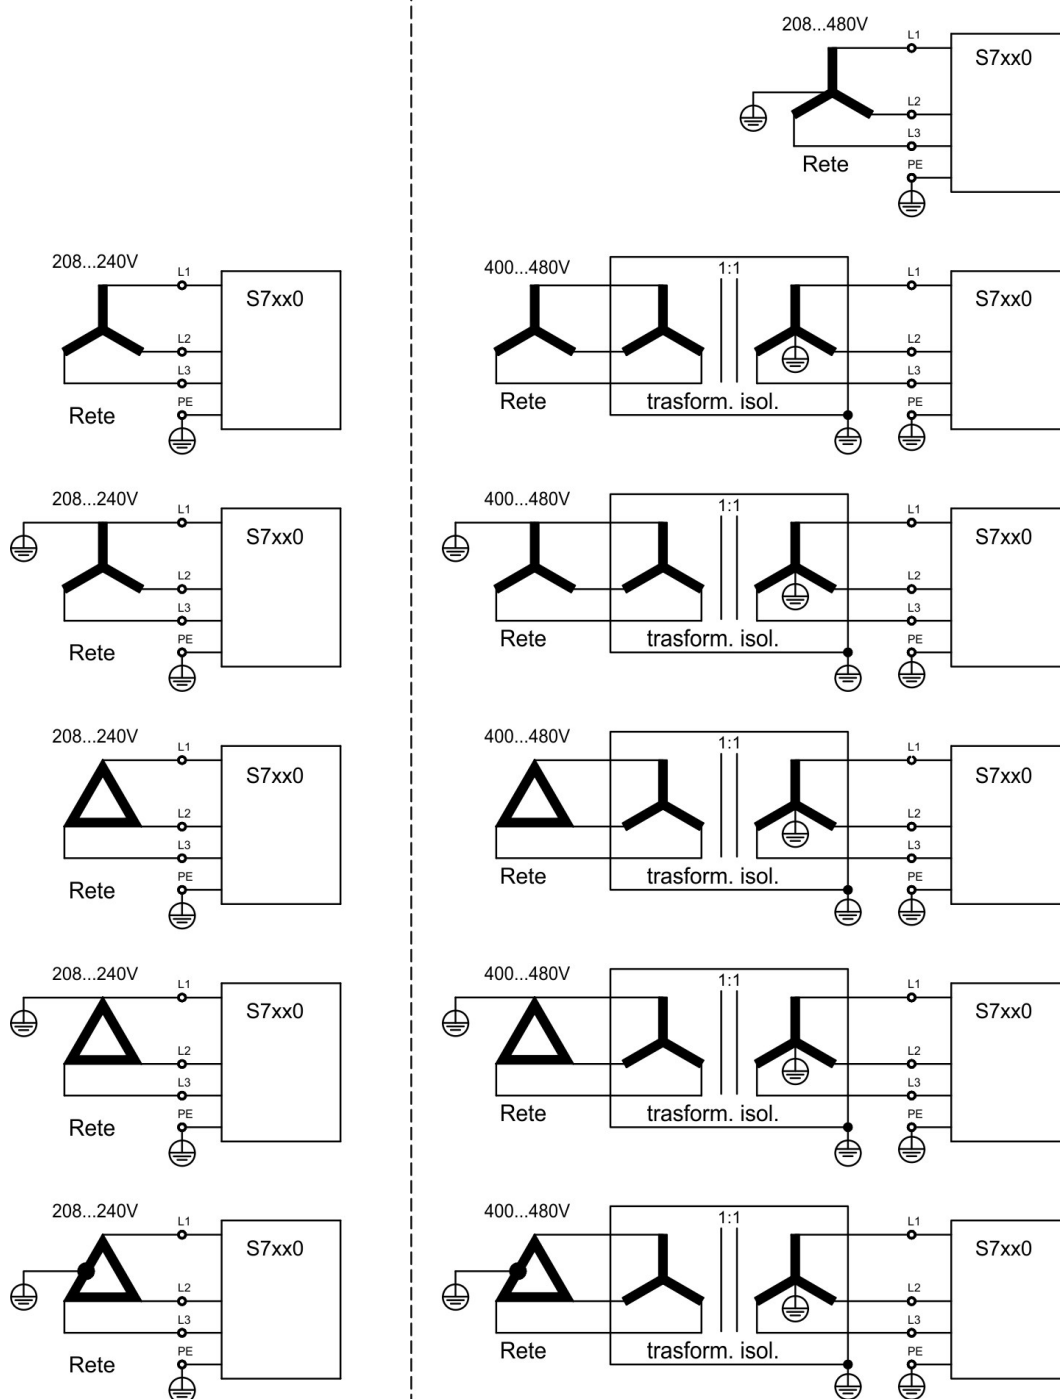 208...480V
L1
S7xx0
L2
L3
Rete
PE
208...240V
L1
S7xx0
L2
L3
Rete
PE
400...480V
1:1
L1
S7xx0
L2
L3
Rete
trasform. isol.
PE
208...240V
L1
S7xx0
L2
L3
Rete
PE
400...480V
1:1
L1
S7xx0
L2
L3
Rete
trasform. isol.
PE
208...240V
L1
S7xx0
L2
L3
Rete
PE
400...480V
1:1
L1
S7xx0
L2
L3
Rete
trasform. isol.
PE
208...240V
L1
S7xx0
L2
L3
Rete
PE
400...480V
1:1
L1
S7xx0
L2
L3
Rete
trasform. isol.
PE
208...240V
L1
S7xx0
L2
L3
Rete
PE
400...480V
1:1
L1
S7xx0
L2
L3
Rete
trasform. isol.
PE